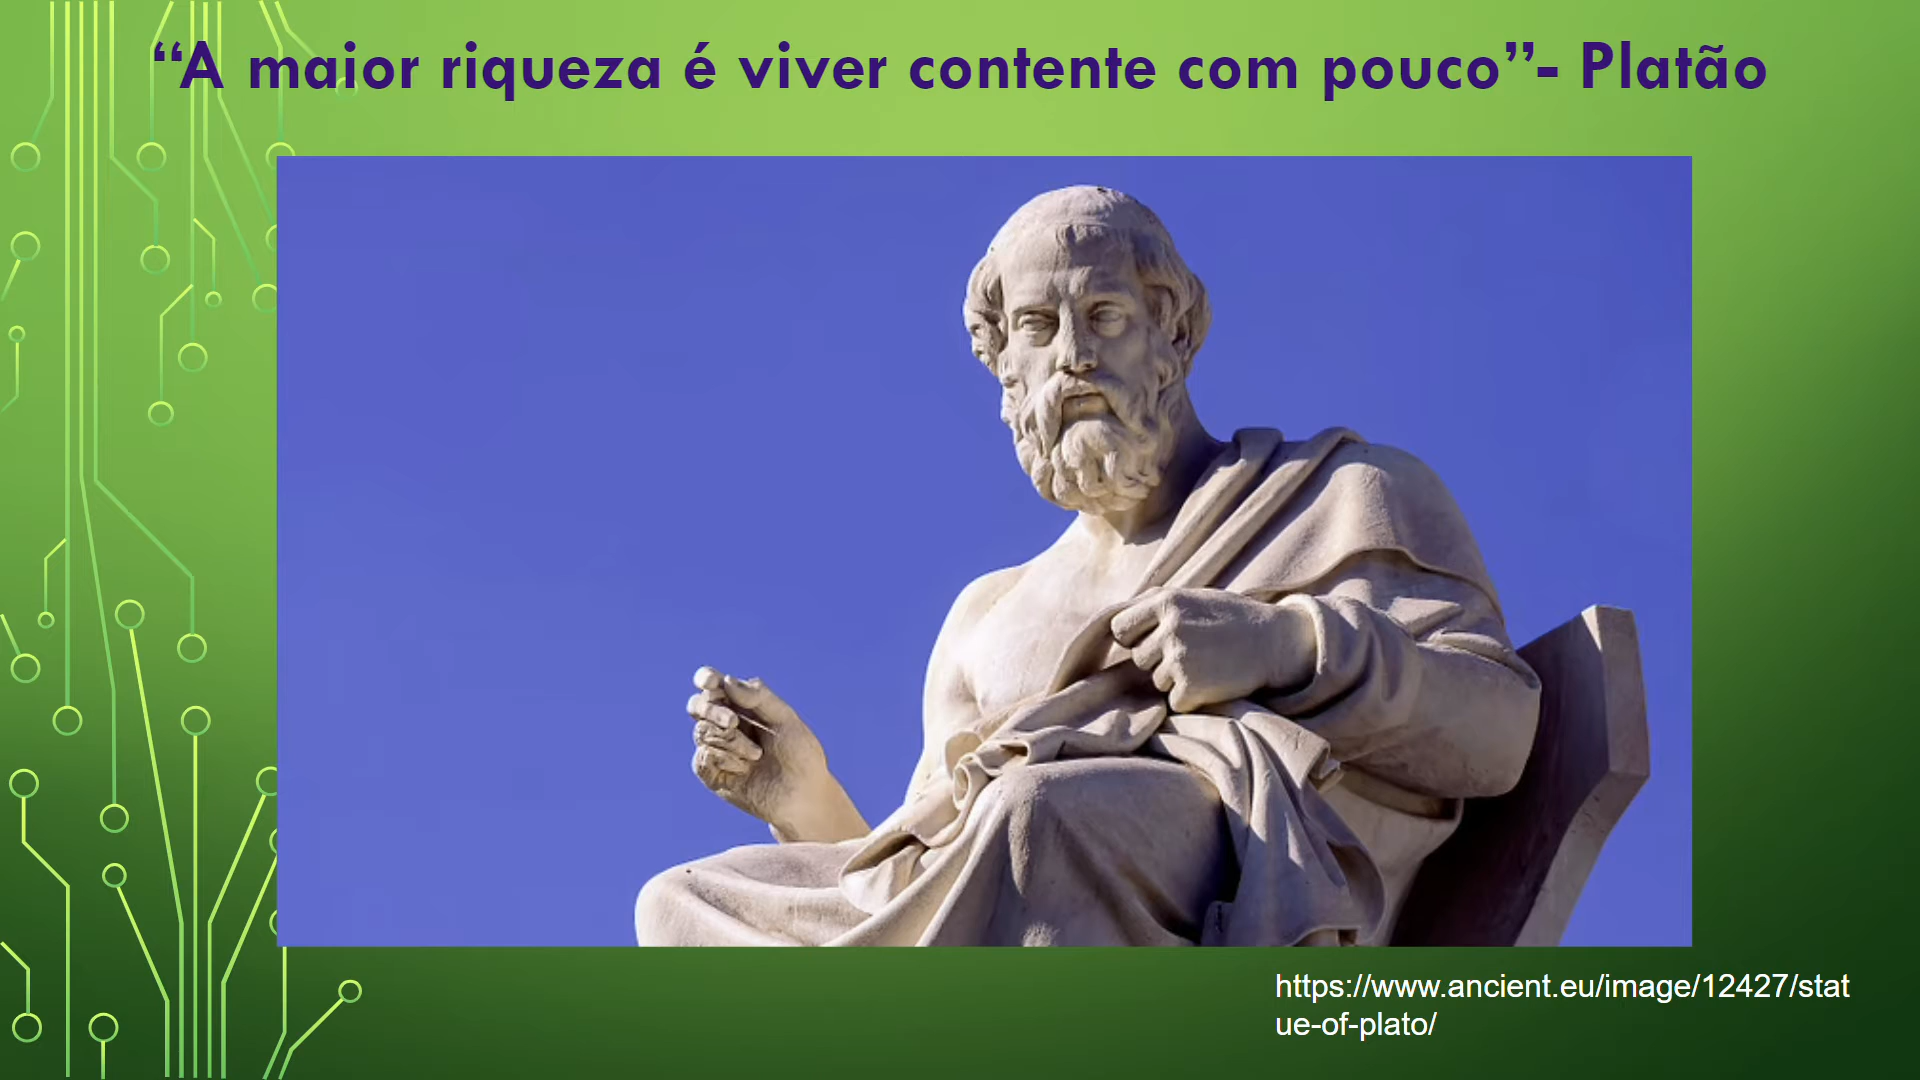 “A maior riqueza é viver contente com pouco”- Platão
https://www.ancient.eu/image/12427/stat
ue-of-plato/